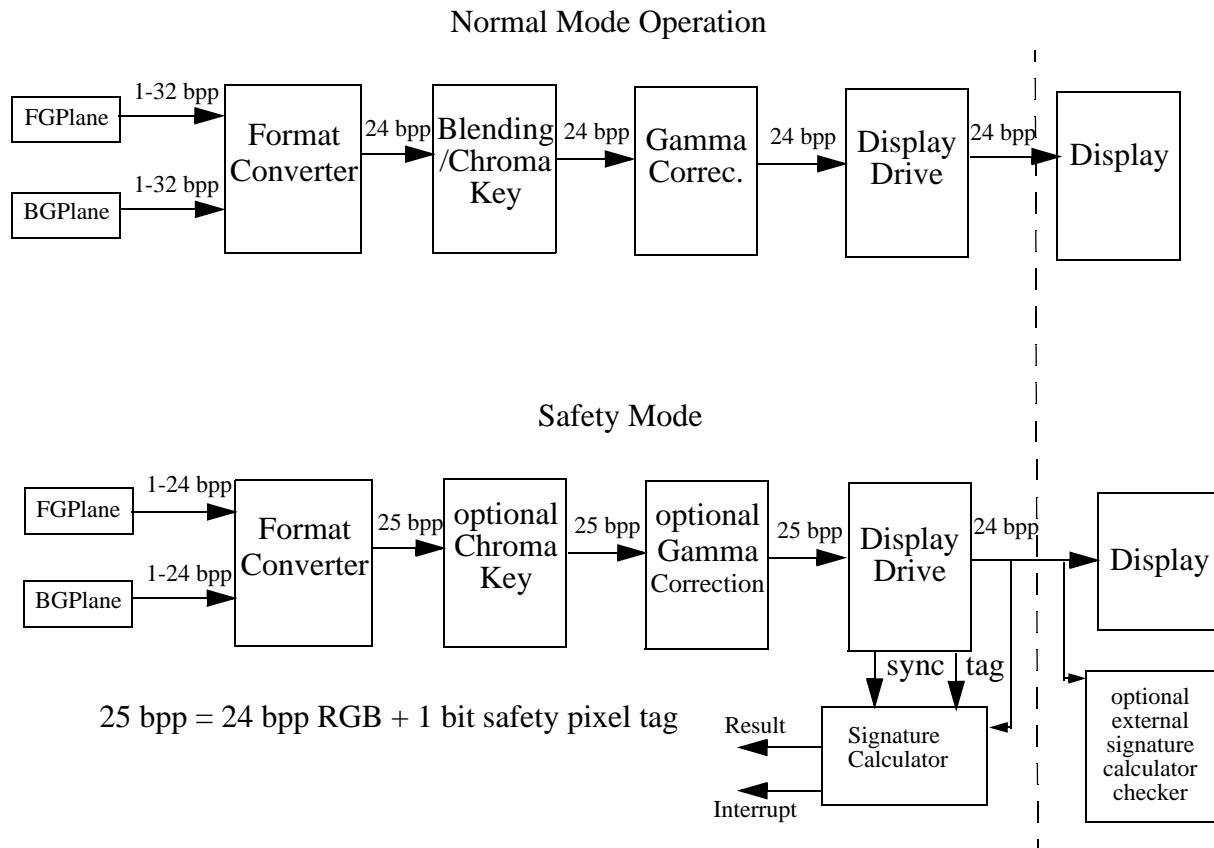 Normal Mode Operation
FGPlane
1-32 bpp
BGPlane
1-32 bpp
Format
Converter
24 bpp
Blending
/Chroma
Key
24 bpp
Gamma
Correc.
24 bpp
Display
Drive
24 bpp
Display
Safety Mode
FGPlane
1-24 bpp
BGPlane
1-24 bpp
Format
Converter
25 bpp
optional
Chroma
Key
25 bpp
optional
Gamma
Correction
25 bpp
Display
Drive
24 bpp
Display
sync
tag
25 bpp = 24 bpp RGB + 1 bit safety pixel tag
Result
Interrupt
Signature
Calculator
optional
external
signature
calculator
checker